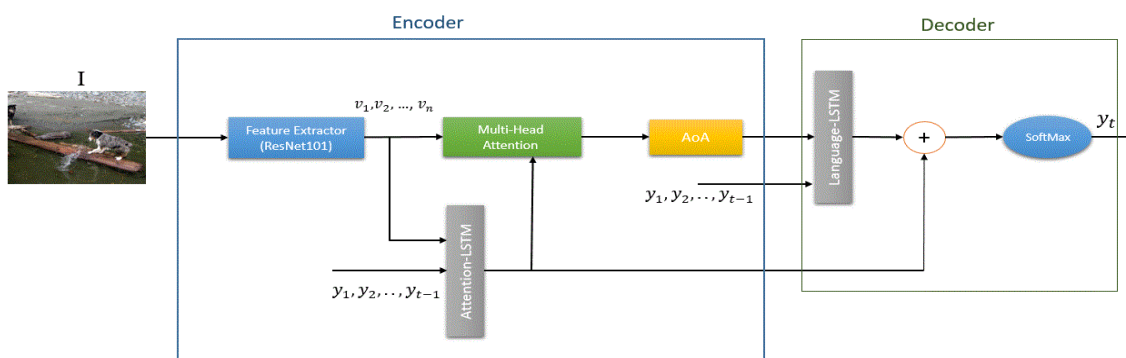 Encoder
Decoder
I
v₁,v₂, …, vₙ
Feature Extractor
(ResNet101)
Multi-Head
Attention
AoA
Language-LSTM
+
SoftMax
yₜ
y₁, y₂, . . , yₜ₋₁
Attention-LSTM
y₁, y₂, . . , yₜ₋₁